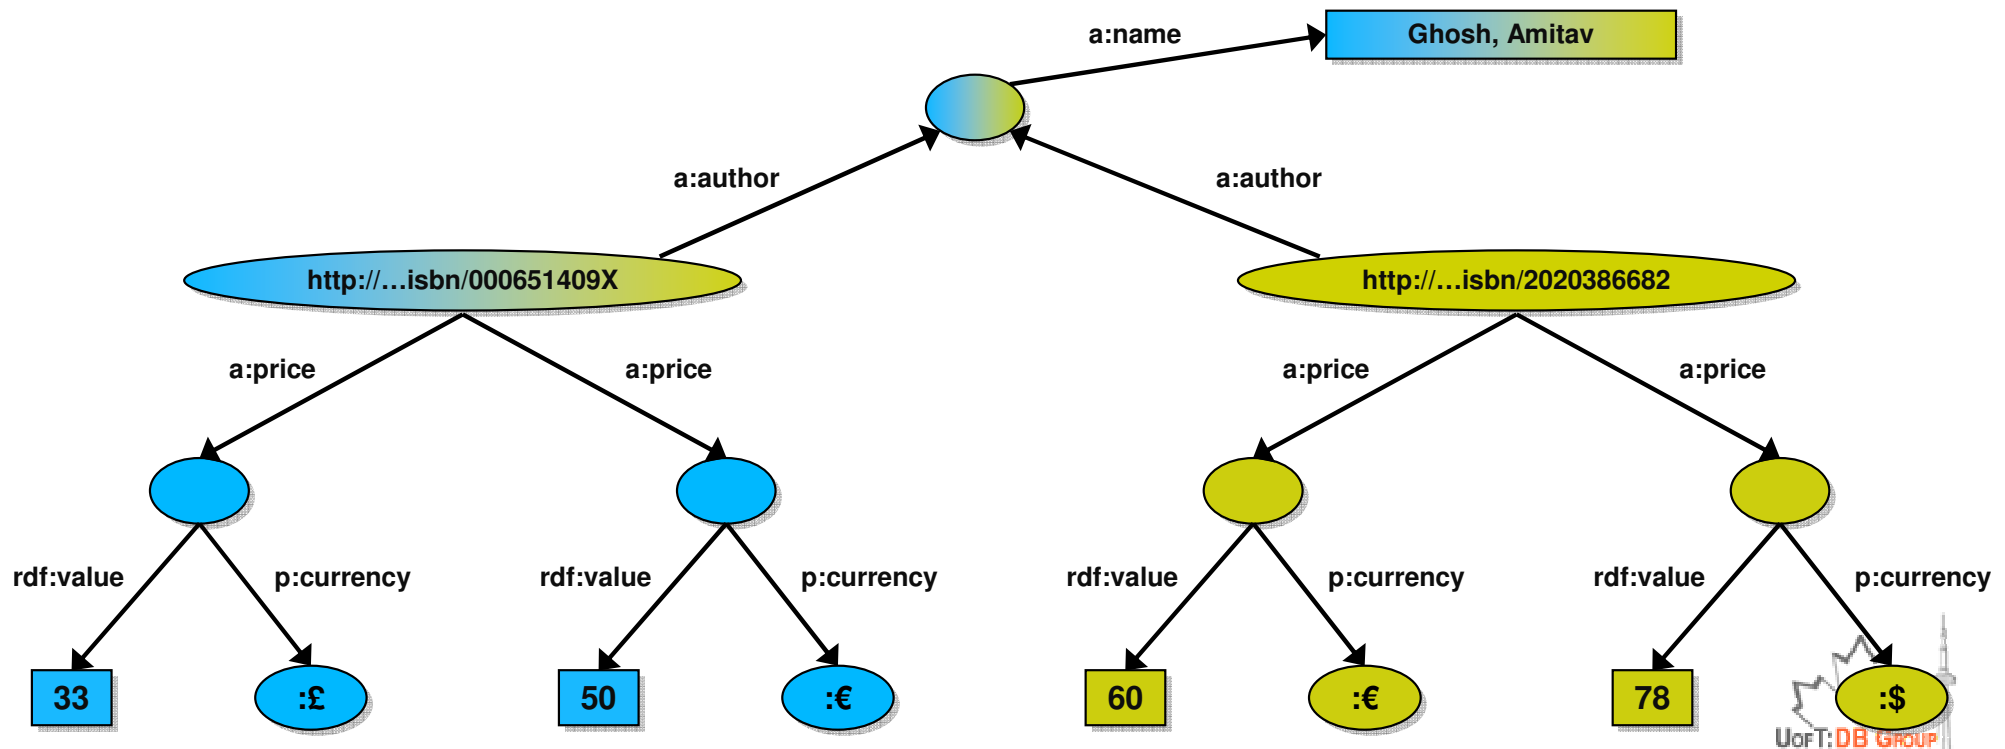 a:name
Ghosh, Amitav
a:author
a:author
http://...isbn/000651409X
http://...isbn/2020386682
a:price
a:price
a:price
a:price
rdf:value
p:currency
rdf:value
p:currency
rdf:value
p:currency
rdf:value
p:currency
33
:£
50
:€
60
:€
78
:$
UOFT:DB GROUP